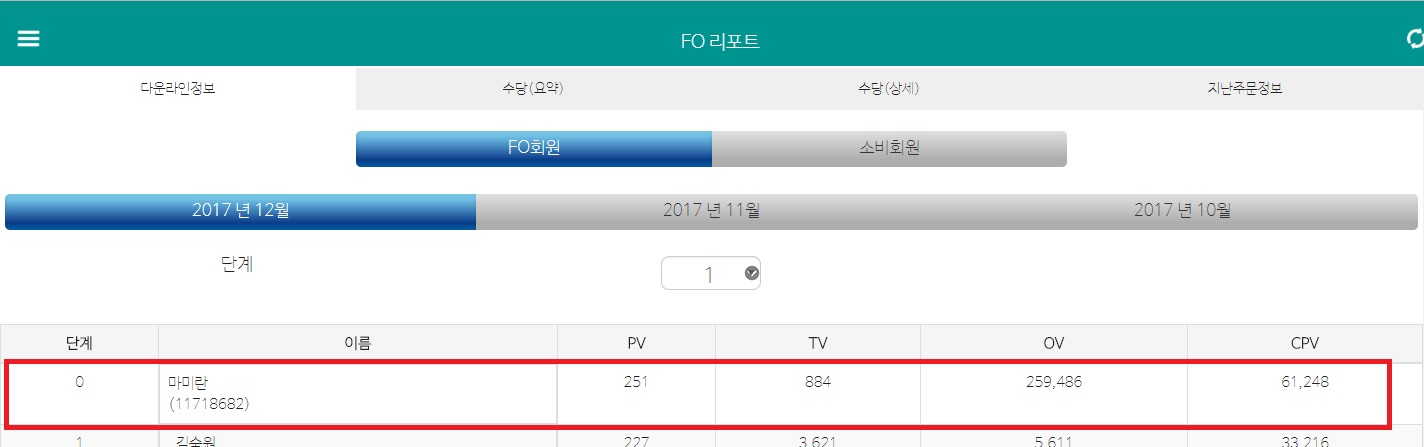 FO 리포트
다운라인정보 수당(요약) 수당(상세) 지난주문정보
FO회원 소비회원
2017 년 12월 2017 년 11월 2017 년 10월
단계 1
단계 이름 PV TV OV CPV
0 마미란 251 884 259,486 61,248
(11718682)
1 227 3,621 5,611 33,216